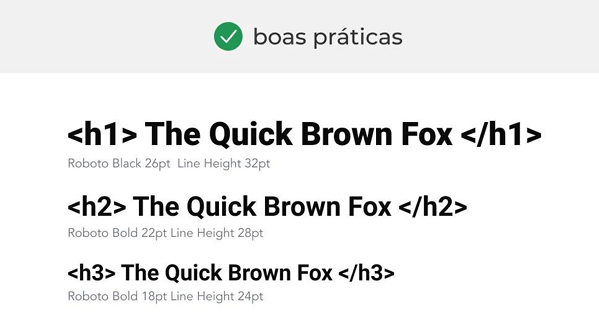 boas práticas
<h1> The Quick Brown Fox </h1>
Roboto Black 26pt  Line Height 32pt
<h2> The Quick Brown Fox </h2>
Roboto Bold 22pt Line Height 28pt
<h3> The Quick Brown Fox </h3>
Roboto Bold 18pt Line Height 24pt